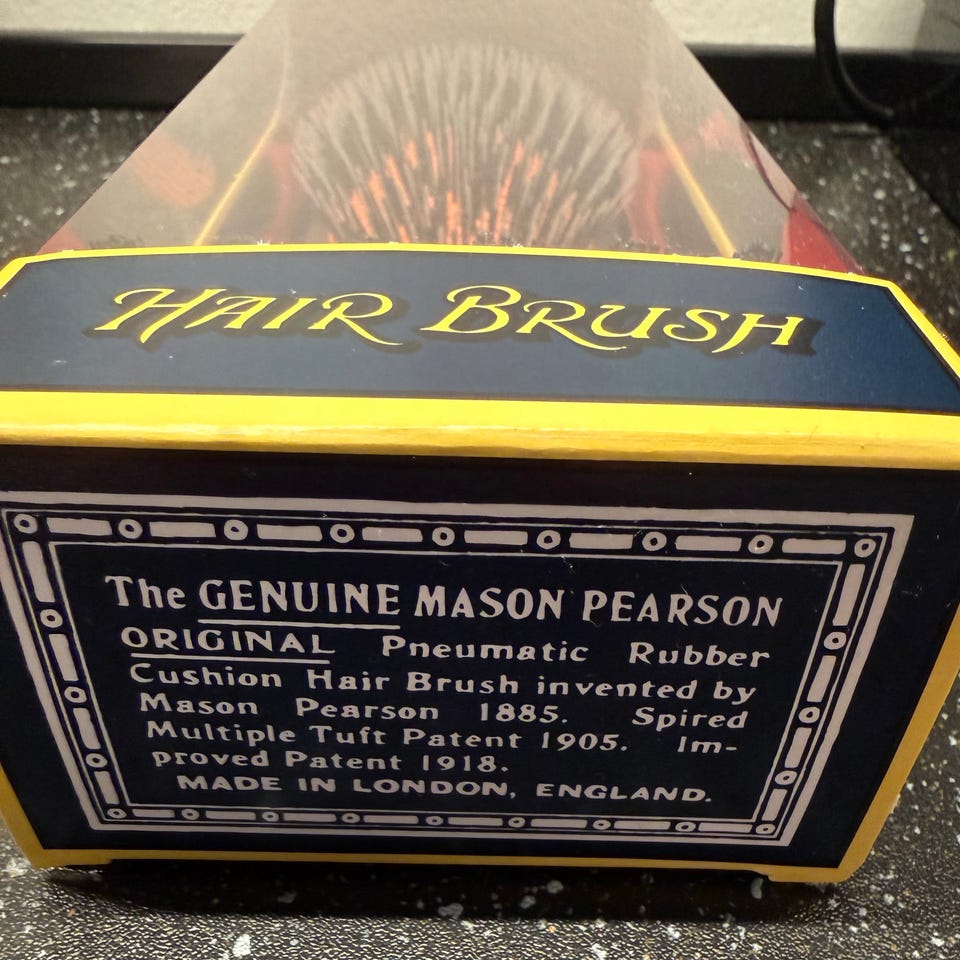 HAIR BRUSH
The GENUINE MASON PEARSON
ORIGINAL Pneumatic Rubber
Cushion Hair Brush invented by
Mason Pearson 1885. Spired
Multiple Tuft Patent 1905. Im-
proved Patent 1918.
MADE IN LONDON, ENGLAND.